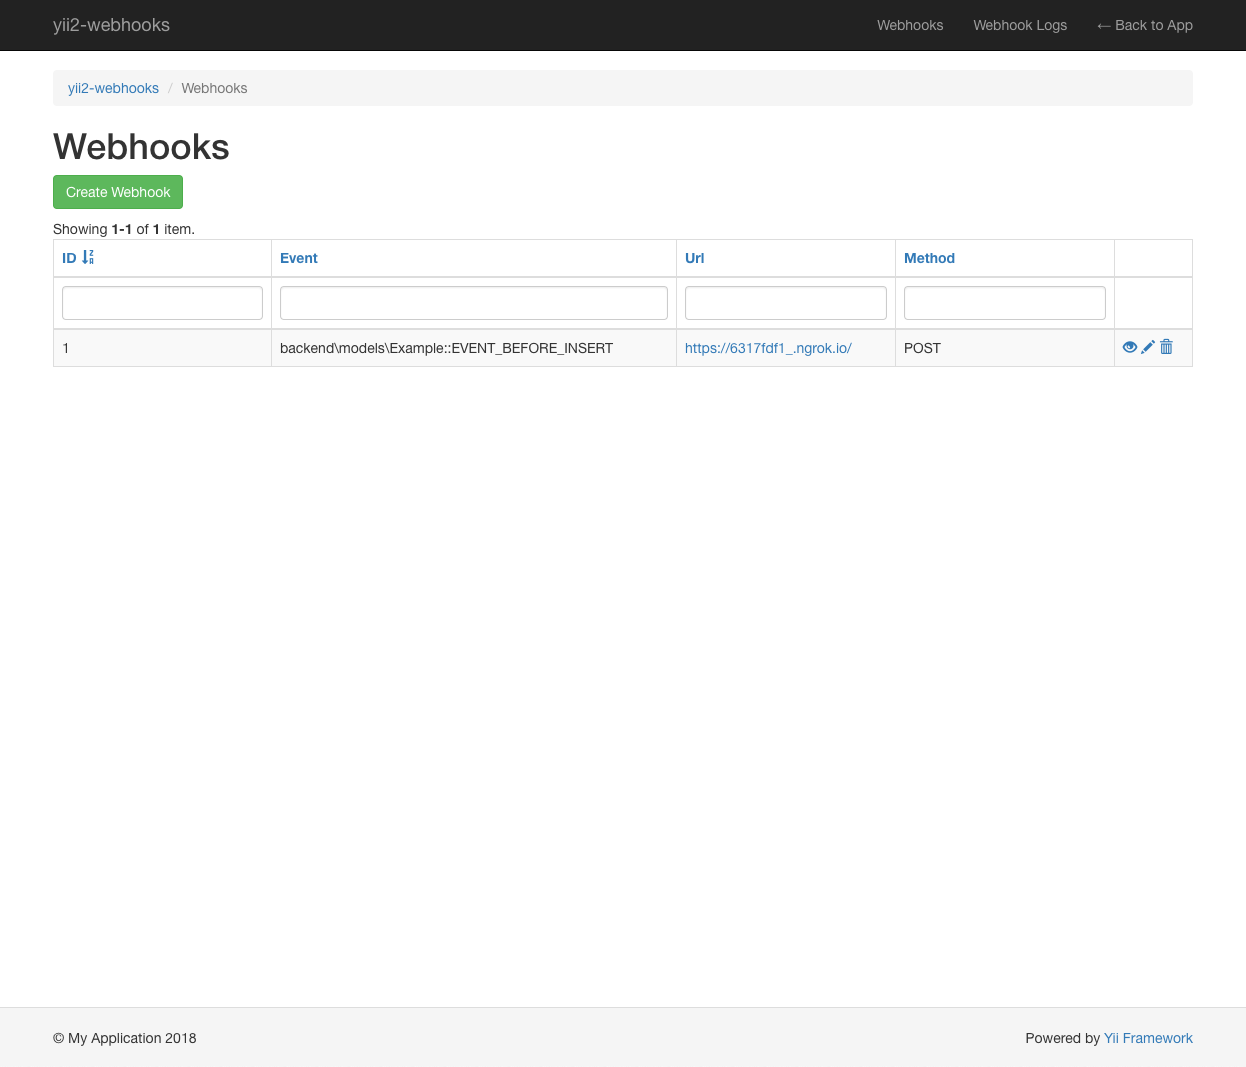 yii2-webhooks Webhooks Webhook Logs ← Back to App
yii2-webhooks / Webhooks
Webhooks
Create Webhook
Showing 1-1 of 1 item.
ID Event Url Method
1 backend\models\Example::EVENT_BEFORE_INSERT https://6317fdf1_.ngrok.io/ POST
© My Application 2018 Powered by Yii Framework